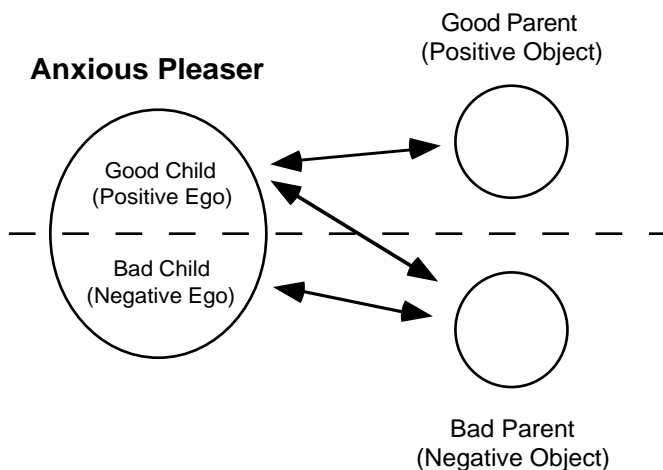 Good Parent
(Positive Object)
Anxious Pleaser
Good Child
(Positive Ego)
Bad Child
(Negative Ego)
Bad Parent
(Negative Object)